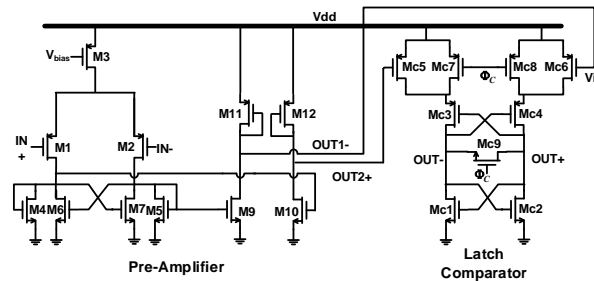 Vdd
Vbias
M3
Mc5
Mc7
ΦC
Mc8
Mc6
Vi
M11
M12
Mc3
Mc4
IN
+
M1
M2
IN-
OUT1-
Mc9
OUT-
OUT+
ΦC
OUT2+
M4
M6
M7
M5
M9
M10
Mc1
Mc2
Pre-Amplifier
Latch
Comparator